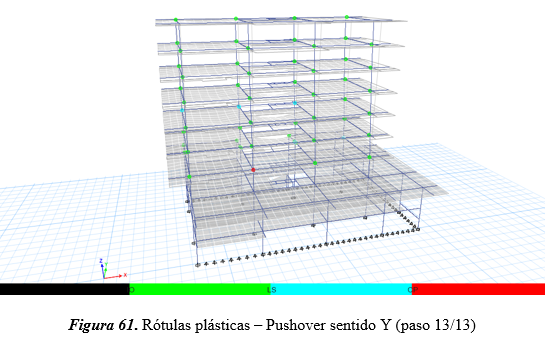 Z
X
IO
LS
CP
Figura 61. Rótulas plásticas – Pushover sentido Y (paso 13/13)